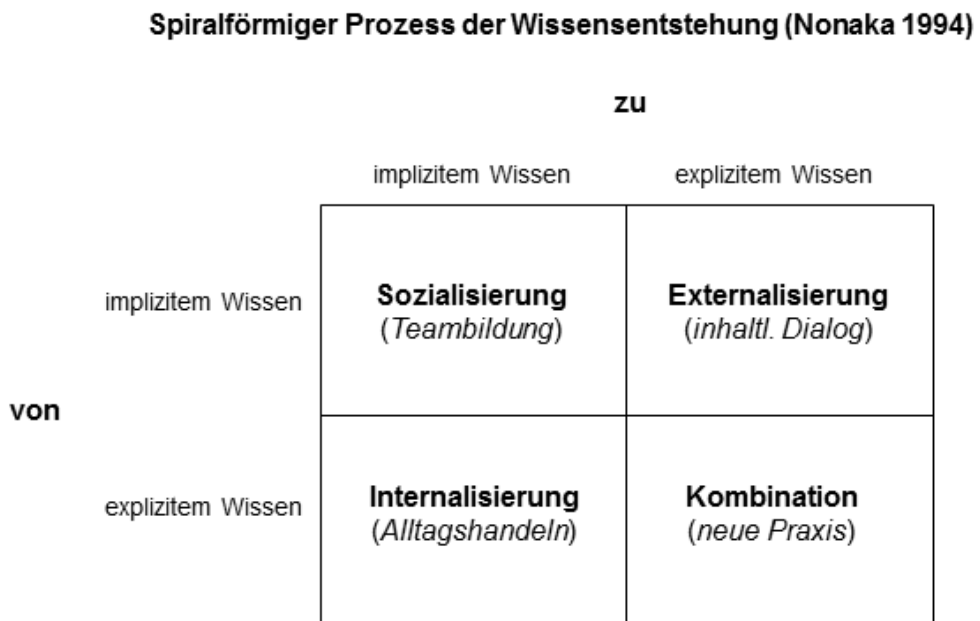 Spiralförmiger Prozess der Wissensentstehung (Nonaka 1994)
zu
implizitem Wissen explizitem Wissen
implizitem Wissen
Sozialisierung
(Teambildung)
Externalisierung
(inhaltl. Dialog)
von
explizitem Wissen
Internalisierung
(Alltagshandeln)
Kombination
(neue Praxis)